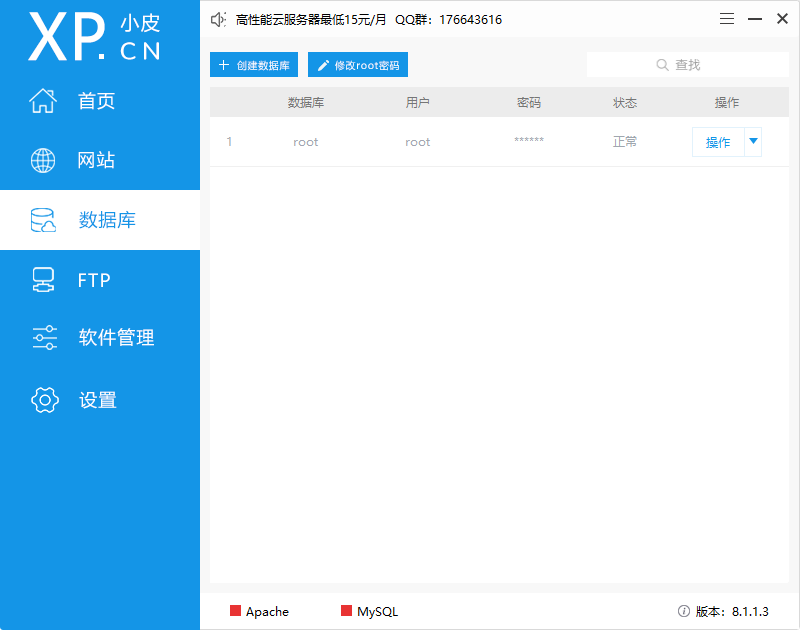 XP. 小皮
CN
高性能云服务器最低15元/月 QQ群：176643616
首页
网站
数据库
FTP
软件管理
设置
创建数据库 修改root密码 查找
数据库 用户 密码 状态 操作
1 root root ****** 正常 操作
Apache MySQL 版本：8.1.1.3